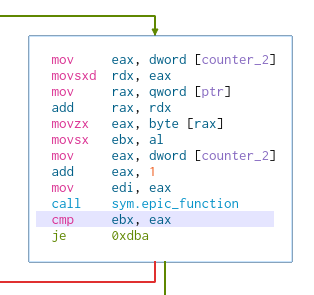 mov eax, dword [counter_2]
movsxd rdx, eax
mov rax, qword [ptr]
add rax, rdx
movzx eax, byte [rax]
movsx ebx, al
mov eax, dword [counter_2]
add eax, 1
mov edi, eax
call sym.epic_function
cmp ebx, eax
je 0xdba